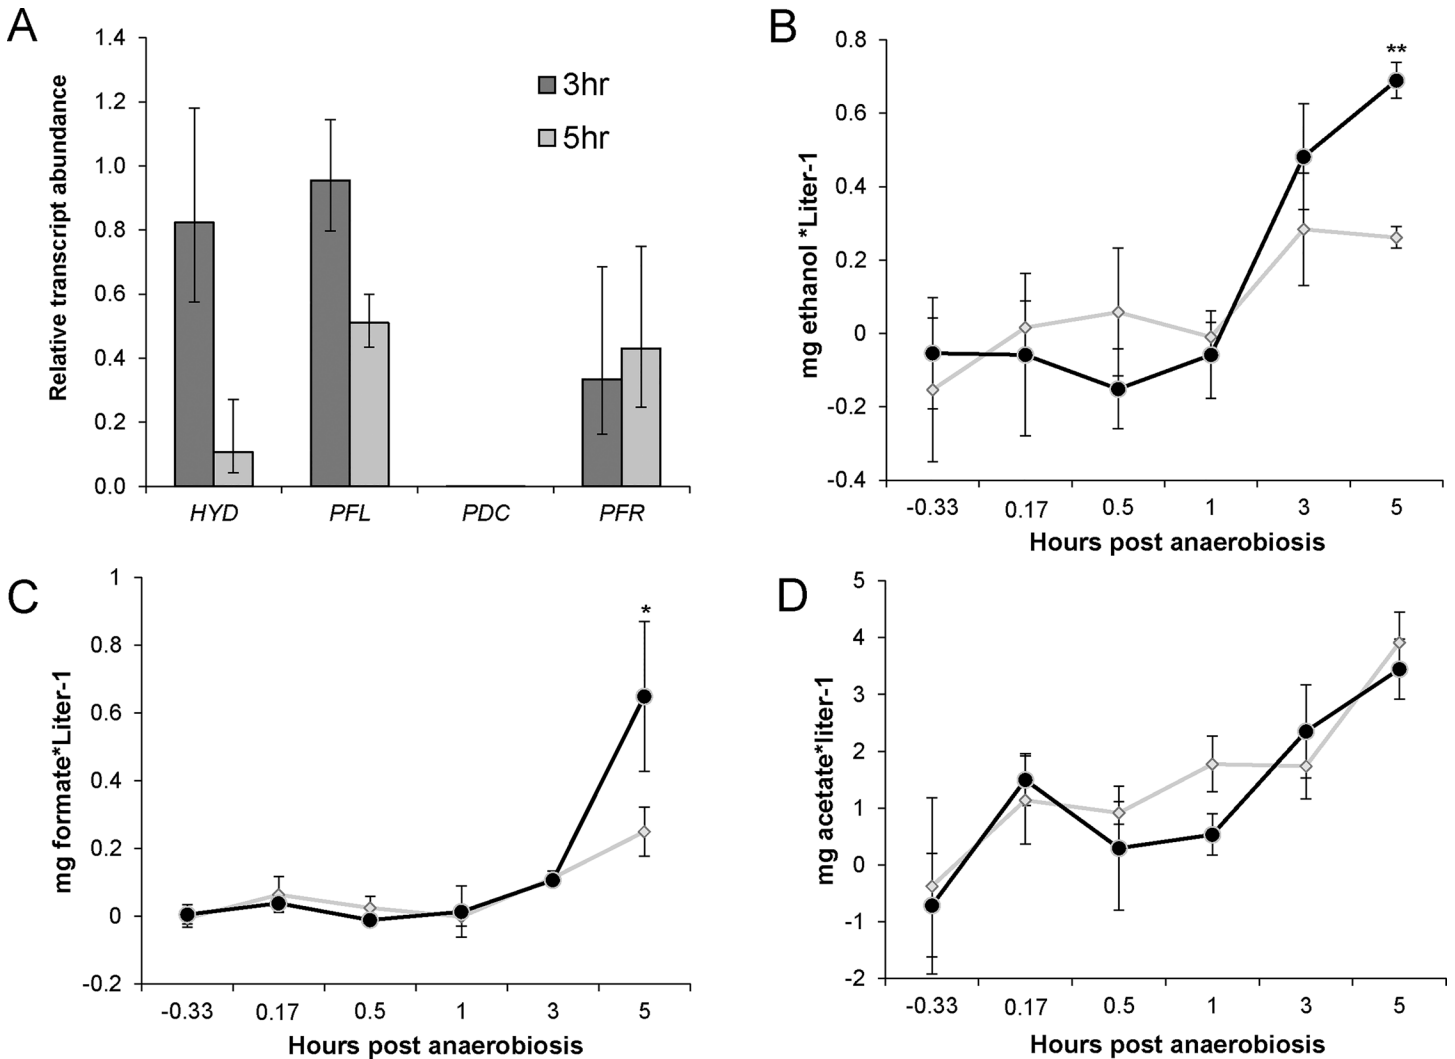 A
Relative transcript abundance
1.4
1.2
1.0
0.8
0.6
0.4
0.2
0.0
3hr
5hr
HYD PFL PDC PFR
B
mg ethanol *Liter-1
0.8
0.6
0.4
0.2
0
-0.2
-0.4
**
-0.33 0.17 0.5 1 3 5
Hours post anaerobiosis
C
mg formate*Liter-1
1
0.8
0.6
0.4
0.2
0
-0.2
*
-0.33 0.17 0.5 1 3 5
Hours post anaerobiosis
D
mg acetate*liter-1
5
4
3
2
1
0
-1
-2
-0.33 0.17 0.5 1 3 5
Hours post anaerobiosis